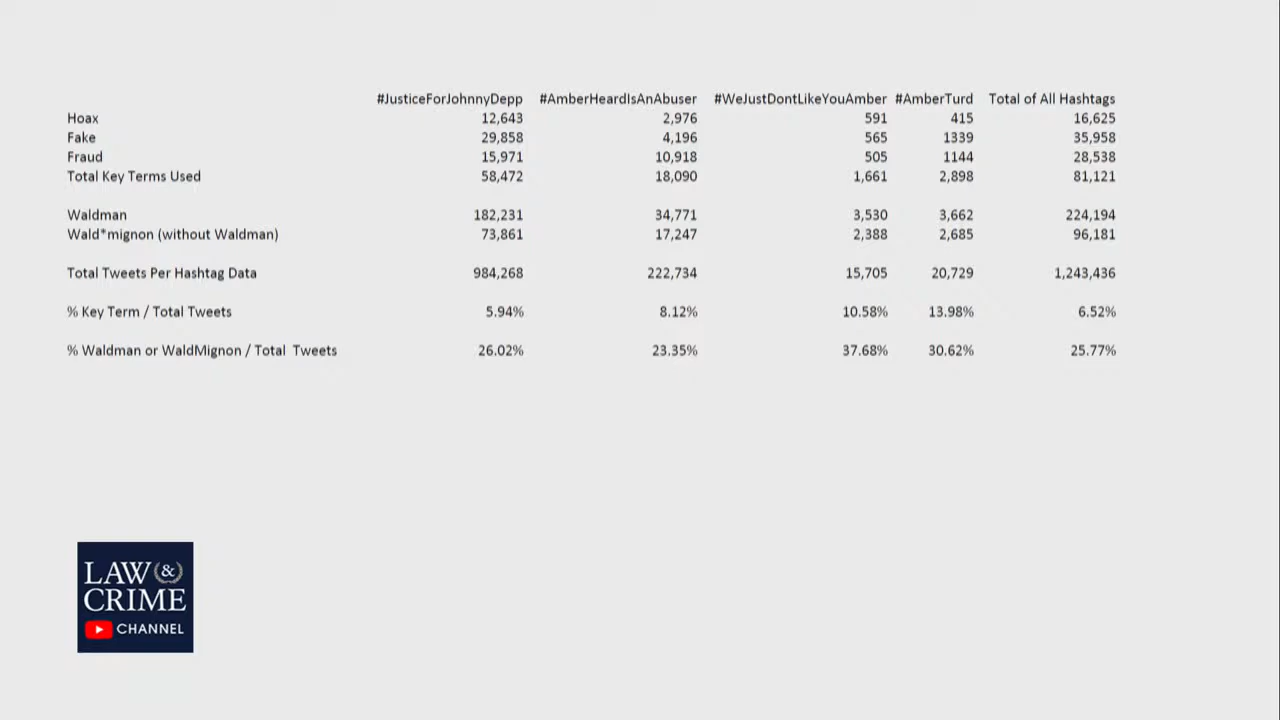 #JusticeForJohnnyDepp #AmberHeardIsAnAbuser #WeJustDontLikeYouAmber #AmberTurd Total of All Hashtags
Hoax 12,643 2,976 591 415 16,625
Fake 29,858 4,196 565 1339 35,958
Fraud 15,971 10,918 505 1144 28,538
Total Key Terms Used 58,472 18,090 1,661 2,898 81,121
Waldman 182,231 34,771 3,530 3,662 224,194
Wald*mignon (without Waldman) 73,861 17,247 2,388 2,685 96,181
Total Tweets Per Hashtag Data 984,268 222,734 15,705 20,729 1,243,436
% Key Term / Total Tweets 5.94% 8.12% 10.58% 13.98% 6.52%
% Waldman or WaldMignon / Total Tweets 26.02% 23.35% 37.68% 30.62% 25.77%
LAW &
CRIME
CHANNEL